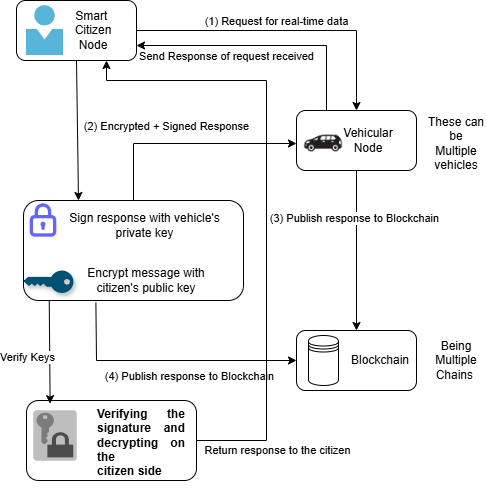 Smart
Citizen
Node
(1) Request for real-time data
Send Response of request received
(2) Encrypted + Signed Response
Vehicular
Node
These can
be
Multiple
vehicles
Sign response with vehicle's
private key
Encrypt message with
citizen's public key
(3) Publish response to Blockchain
Verify Keys
(4) Publish response to Blockchain
Blockchain
Being
Multiple
Chains
Verifying the
signature and
decrypting on
the
citizen side
Return response to the citizen